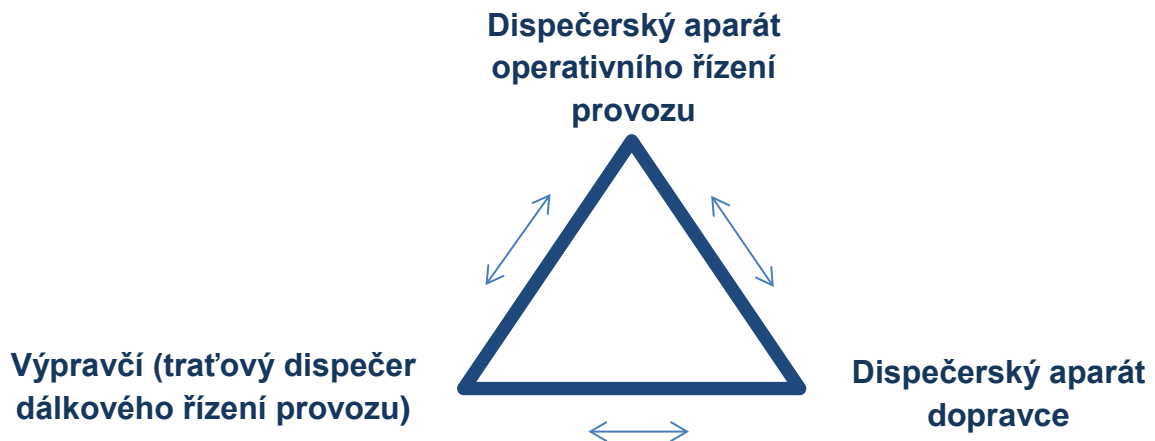 Dispečerský aparát
operativního řízení
provozu
Výpravčí (traťový dispečer
dálkového řízení provozu)
Dispečerský aparát
dopravce